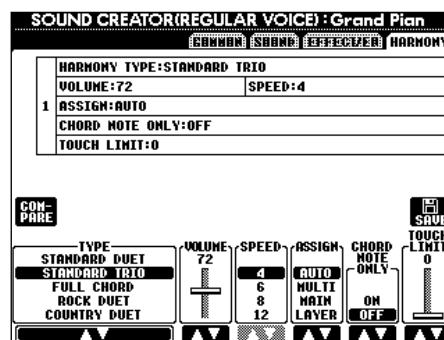 SOUND CREATOR(REGULAR VOICE) : Grand Pian
COMMON SOUND EFFECT/EQ HARMONY
HARMONY TYPE:STANDARD TRIO
VOLUME:72 SPEED:4
1 ASSIGN:AUTO
CHORD NOTE ONLY:OFF
TOUCH LIMIT:0
COM-
PARE
SAVE
TYPE
STANDARD DUET
STANDARD TRIO
FULL CHORD
ROCK DUET
COUNTRY DUET
VOLUME
72
SPEED
4
6
8
12
ASSIGN
AUTO
MULTI
MAIN
LAYER
CHORD
NOTE
ONLY
ON
OFF
TOUCH
LIMIT
0